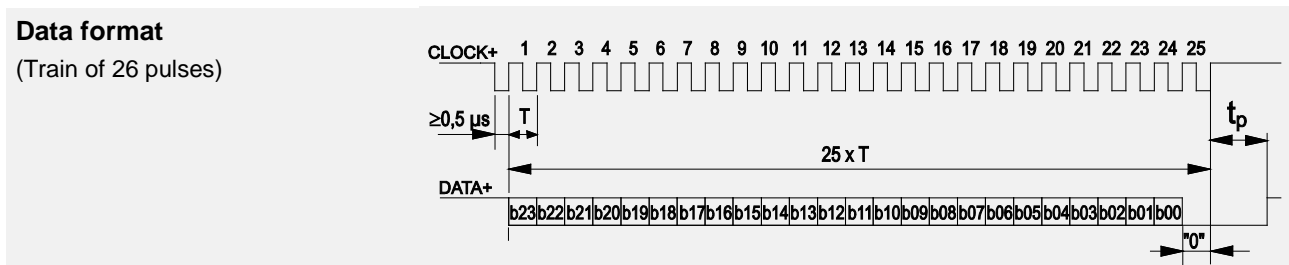 Data format
(Train of 26 pulses)
CLOCK+ 1 2 3 4 5 6 7 8 9 10 11 12 13 14 15 16 17 18 19 20 21 22 23 24 25
≥0,5 µs T tp
25 x T
DATA+
b23 b22 b21 b20 b19 b18 b17 b16 b15 b14 b13 b12 b11 b10 b09 b08 b07 b06 b05 b04 b03 b02 b01 b00
"0"